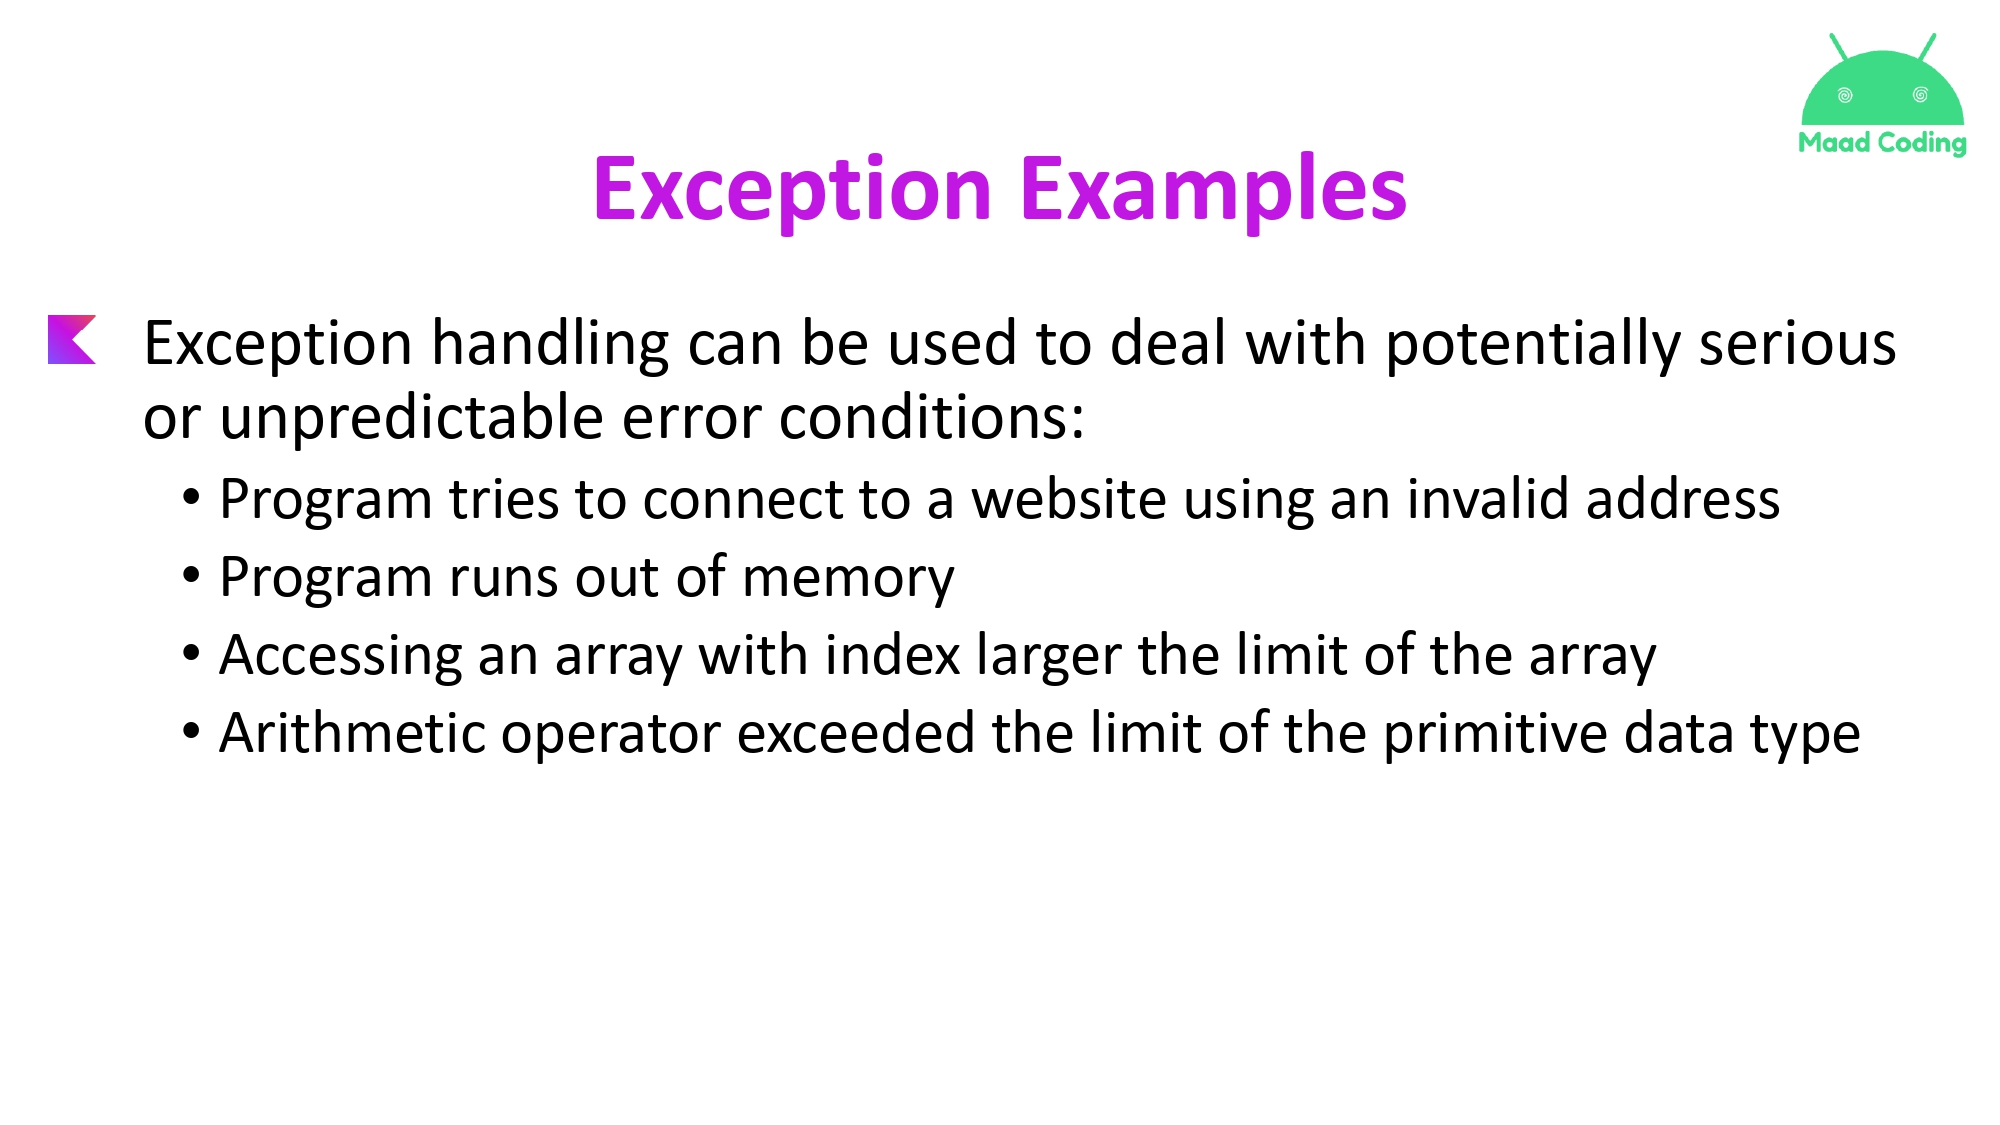 Maad Coding
Exception Examples
Exception handling can be used to deal with potentially serious
or unpredictable error conditions:
• Program tries to connect to a website using an invalid address
• Program runs out of memory
• Accessing an array with index larger the limit of the array
• Arithmetic operator exceeded the limit of the primitive data type